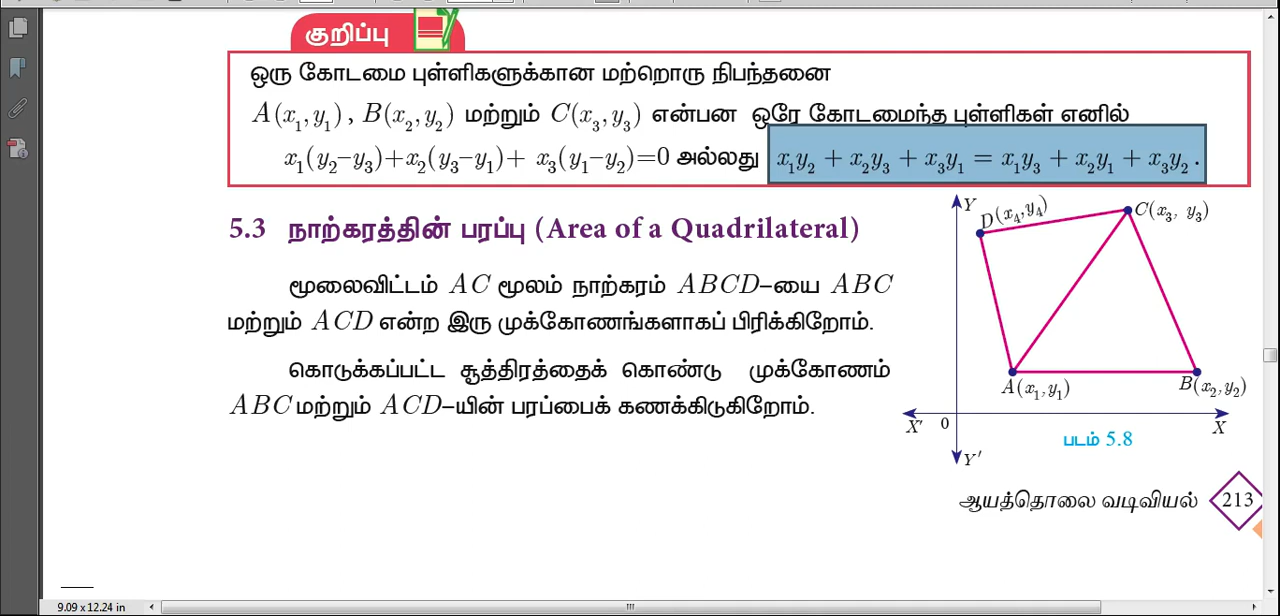 குறிப்பு
ஒரு கோடமை புள்ளிகளுக்கான மற்றொரு நிபந்தனை
A(x₁,y₁), B(x₂,y₂) மற்றும் C(x₃,y₃) என்பன ஒரே கோடமைந்த புள்ளிகள் எனில்
x₁(y₂–y₃)+x₂(y₃–y₁)+ x₃(y₁–y₂)=0 அல்லது x₁y₂ + x₂y₃ + x₃y₁ = x₁y₃ + x₂y₁ + x₃y₂ .
5.3 நாற்கரத்தின் பரப்பு (Area of a Quadrilateral)
மூலைவிட்டம் AC மூலம் நாற்கரம் ABCD–யை ABC
மற்றும் ACD என்ற இரு முக்கோணங்களாகப் பிரிக்கிறோம்.
கொடுக்கப்பட்ட சூத்திரத்தைக் கொண்டு முக்கோணம்
ABC மற்றும் ACD–யின் பரப்பைக் கணக்கிடுகிறோம்.
Y
D(x₄,y₄)
C(x₃, y₃)
A(x₁,y₁)
B(x₂,y₂)
X′
0
X
Y′
படம் 5.8
ஆயத்தொலை வடிவியல் 213
9.09 x 12.24 in